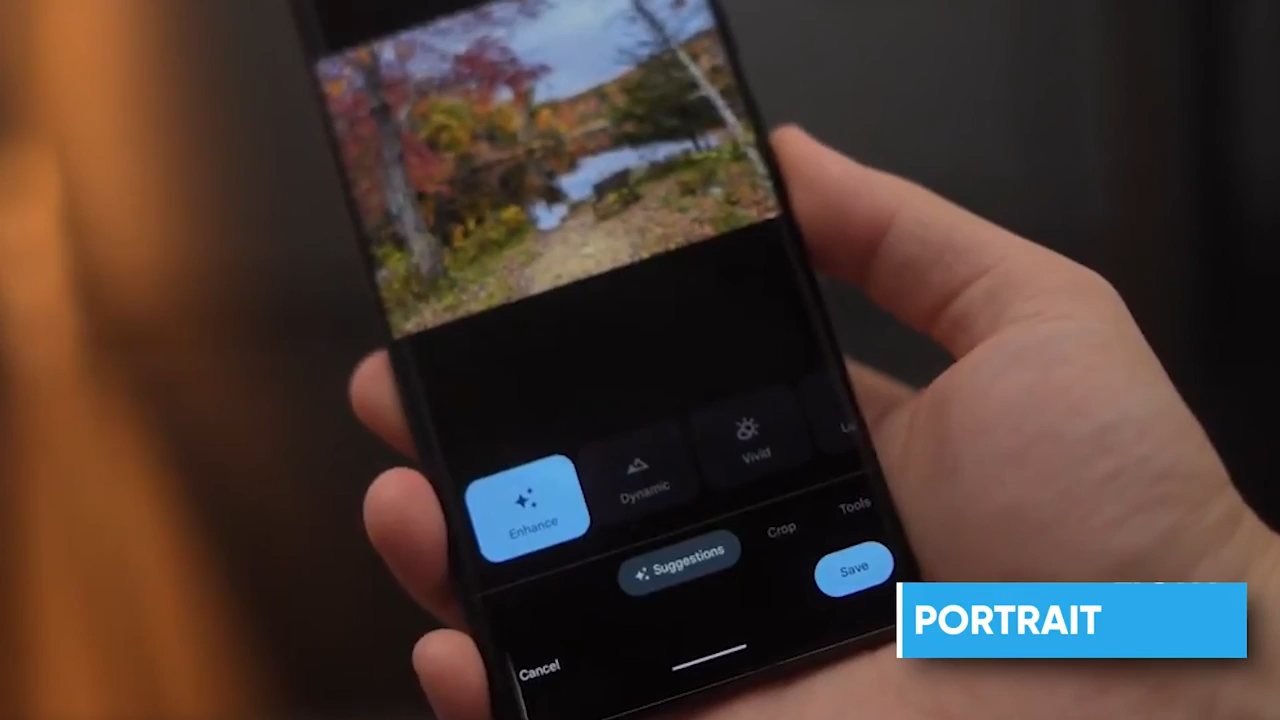 Enhance
Dynamic
Vivid
Suggestions
Crop
Tools
Save
Cancel
PORTRAIT